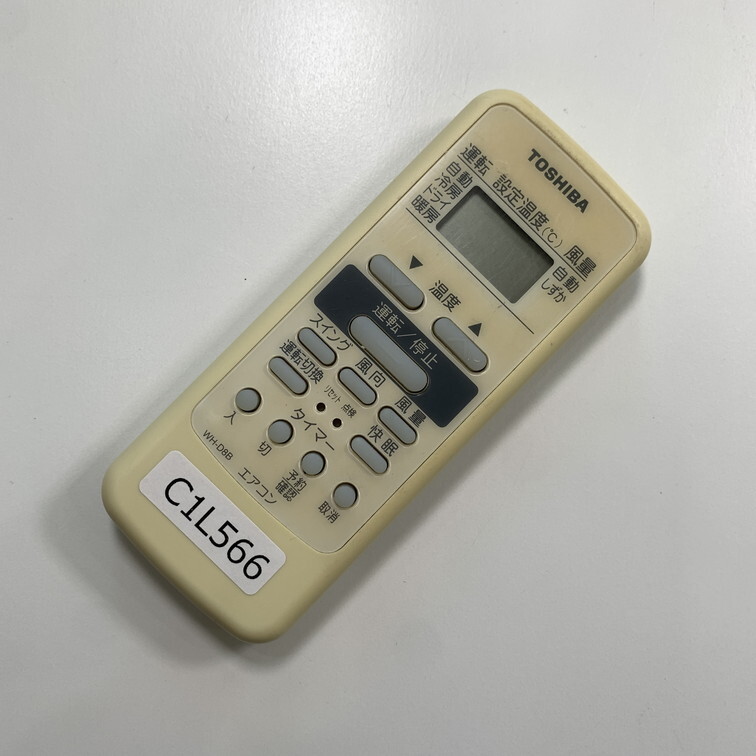 TOSHIBA
運転
自動
冷房
ドライ
暖房
設定温度(℃)
風量
自動
しずか
▼ 温度 ▲
運転/停止
スイング
風向
風量
運転切換
リセット 点検
快眠
タイマー
入
切
予約
確認
取消
WH-D8B
エアコン
C1L566